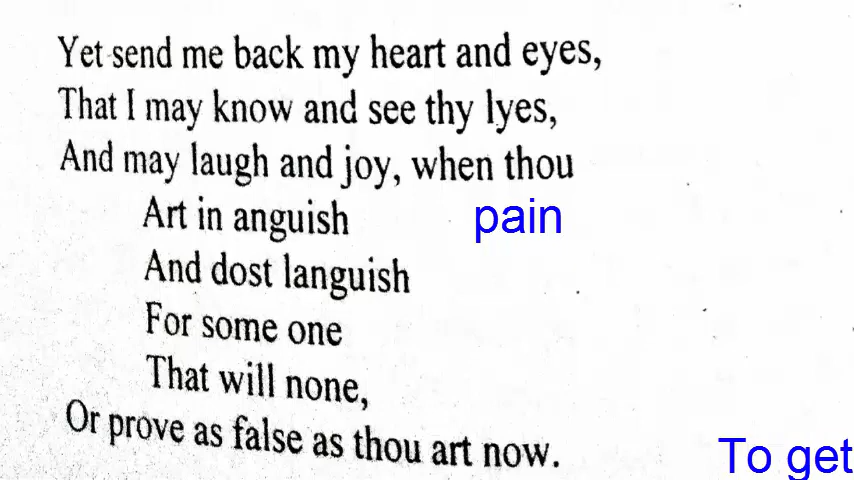 Yet send me back my heart and eyes,
That I may know and see thy lyes,
And may laugh and joy, when thou
Art in anguish pain
And dost languish
For some one
That will none,
Or prove as false as thou art now.
To get